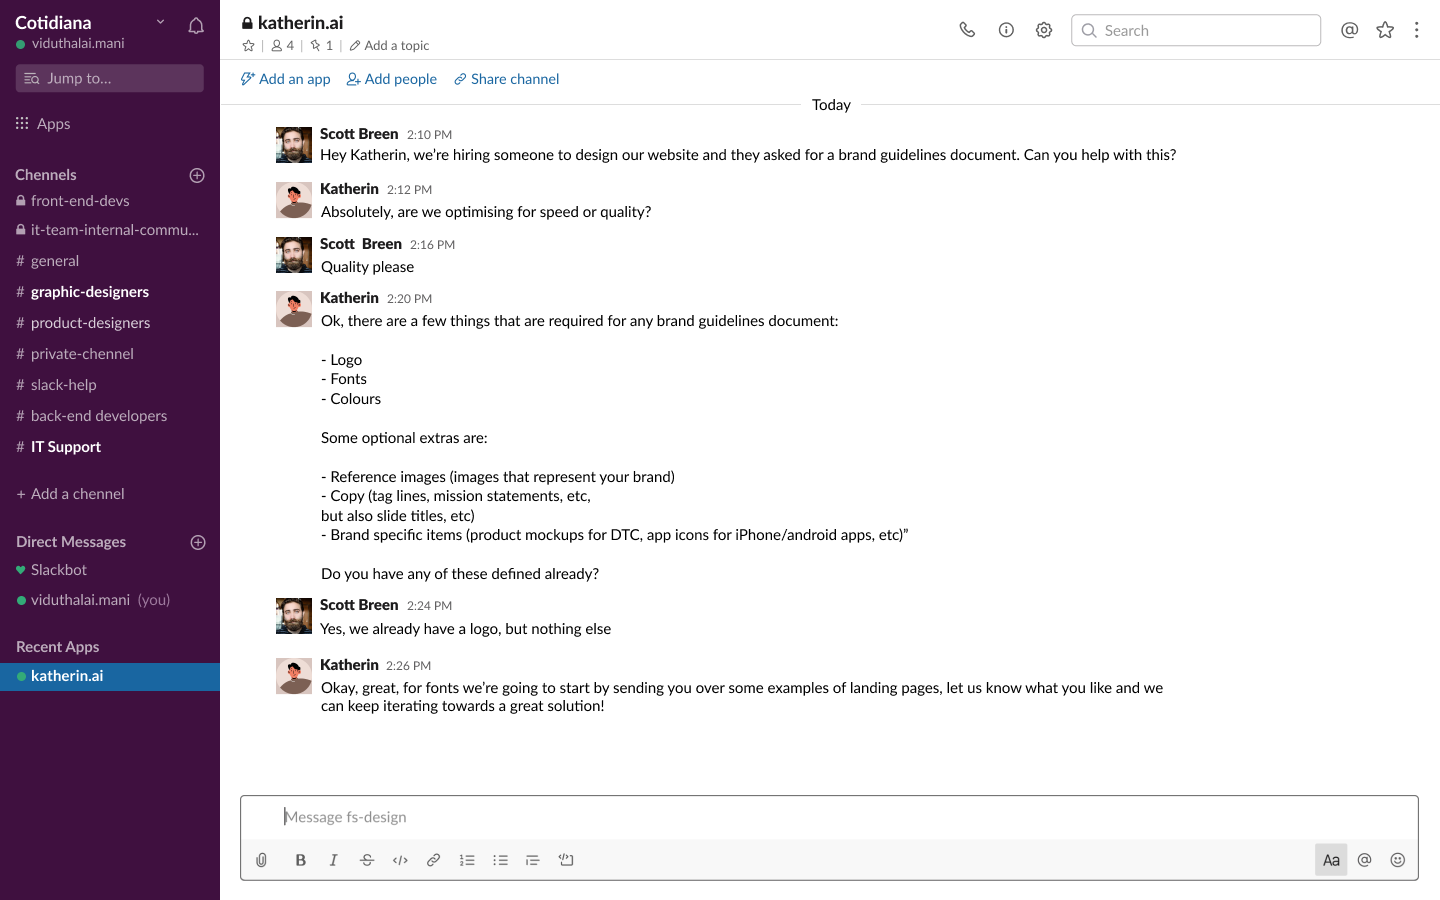 Cotidiana
viduthalai.mani
Jump to...
Apps
Channels
front-end-devs
it-team-internal-commu...
# general
# graphic-designers
# product-designers
# private-chennel
# slack-help
# back-end developers
# IT Support
+ Add a chennel
Direct Messages
Slackbot
viduthalai.mani (you)
Recent Apps
katherin.ai
katherin.ai
4 | 1 | Add a topic
Search
Add an app Add people Share channel
Today
Scott Breen 2:10 PM
Hey Katherin, we’re hiring someone to design our website and they asked for a brand guidelines document. Can you help with this?
Katherin 2:12 PM
Absolutely, are we optimising for speed or quality?
Scott Breen 2:16 PM
Quality please
Katherin 2:20 PM
Ok, there are a few things that are required for any brand guidelines document:
- Logo
- Fonts
- Colours
Some optional extras are:
- Reference images (images that represent your brand)
- Copy (tag lines, mission statements, etc,
but also slide titles, etc)
- Brand specific items (product mockups for DTC, app icons for iPhone/android apps, etc)”
Do you have any of these defined already?
Scott Breen 2:24 PM
Yes, we already have a logo, but nothing else
Katherin 2:26 PM
Okay, great, for fonts we’re going to start by sending you over some examples of landing pages, let us know what you like and we
can keep iterating towards a great solution!
Message fs-design
B I S </> Aa @